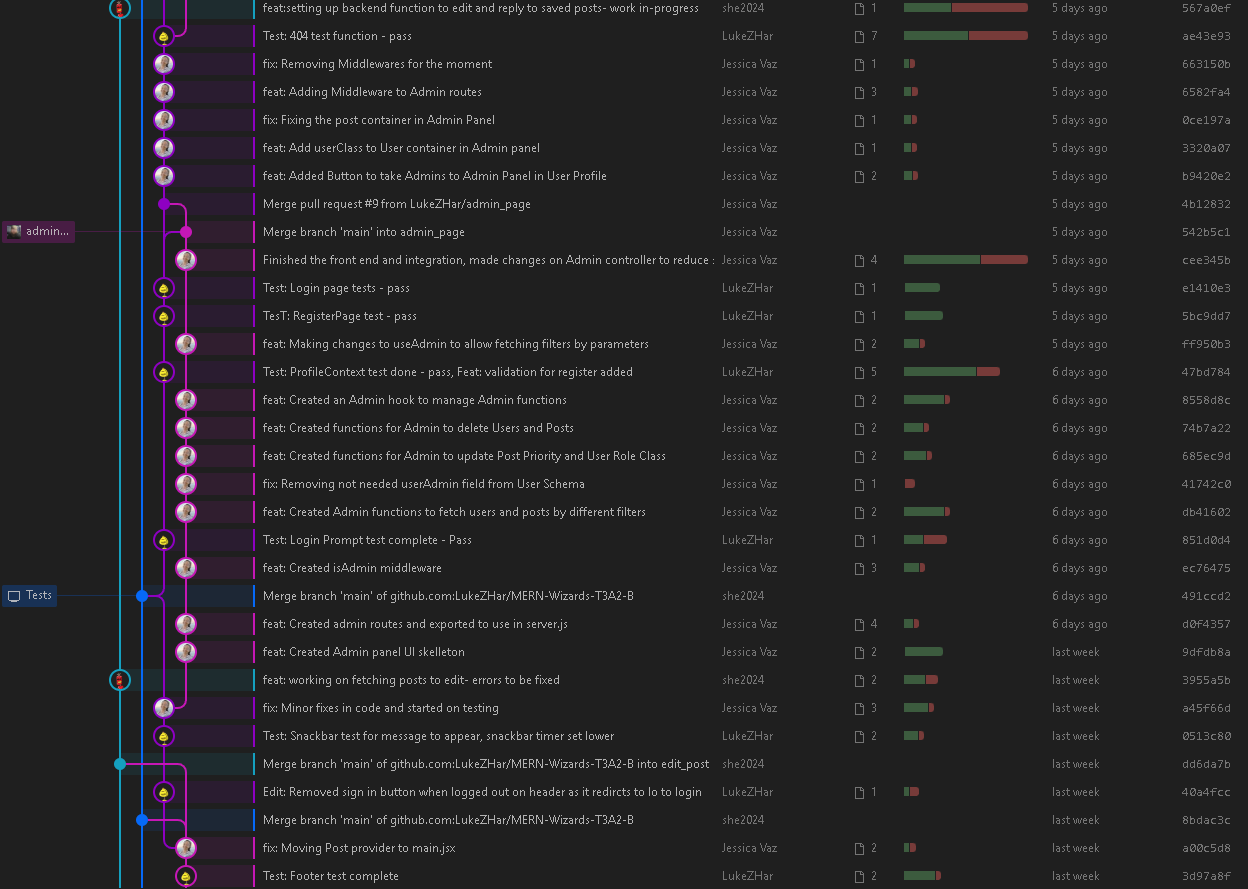 feat:setting up backend function to edit and reply to saved posts- work in-progress she2024 1 5 days ago 567a0ef
Test: 404 test function - pass LukeZHar 7 5 days ago ae43e93
fix: Removing Middlewares for the moment Jessica Vaz 1 5 days ago 663150b
feat: Adding Middleware to Admin routes Jessica Vaz 3 5 days ago 6582fa4
fix: Fixing the post container in Admin Panel Jessica Vaz 1 5 days ago 0ce197a
feat: Add userClass to User container in Admin panel Jessica Vaz 1 5 days ago 3320a07
feat: Added Button to take Admins to Admin Panel in User Profile Jessica Vaz 2 5 days ago b9420e2
Merge pull request #9 from LukeZHar/admin_page Jessica Vaz 5 days ago 4b12832
admin... Merge branch 'main' into admin_page Jessica Vaz 5 days ago 542b5c1
Finished the front end and integration, made changes on Admin controller to reduce : Jessica Vaz 4 5 days ago cee345b
Test: Login page tests - pass LukeZHar 1 5 days ago e1410e3
TesT: RegisterPage test - pass LukeZHar 1 5 days ago 5bc9dd7
feat: Making changes to useAdmin to allow fetching filters by parameters Jessica Vaz 2 5 days ago ff950b3
Test: ProfileContext test done - pass, Feat: validation for register added LukeZHar 5 6 days ago 47bd784
feat: Created an Admin hook to manage Admin functions Jessica Vaz 2 6 days ago 8558d8c
feat: Created functions for Admin to delete Users and Posts Jessica Vaz 2 6 days ago 74b7a22
feat: Created functions for Admin to update Post Priority and User Role Class Jessica Vaz 2 6 days ago 685ec9d
fix: Removing not needed userAdmin field from User Schema Jessica Vaz 1 6 days ago 41742c0
feat: Created Admin functions to fetch users and posts by different filters Jessica Vaz 2 6 days ago db41602
Test: Login Prompt test complete - Pass LukeZHar 1 6 days ago 851d0d4
feat: Created isAdmin middleware Jessica Vaz 3 6 days ago ec76475
Tests Merge branch 'main' of github.com:LukeZHar/MERN-Wizards-T3A2-B she2024 6 days ago 491ccd2
feat: Created admin routes and exported to use in server.js Jessica Vaz 4 6 days ago d0f4357
feat: Created Admin panel UI skelleton Jessica Vaz 2 last week 9dfdb8a
feat: working on fetching posts to edit- errors to be fixed she2024 2 last week 3955a5b
fix: Minor fixes in code and started on testing Jessica Vaz 3 last week a45f66d
Test: Snackbar test for message to appear, snackbar timer set lower LukeZHar 2 last week 0513c80
Merge branch 'main' of github.com:LukeZHar/MERN-Wizards-T3A2-B into edit_post she2024 last week dd6da7b
Edit: Removed sign in button when logged out on header as it redircts to lo to login LukeZHar 1 last week 40a4fcc
Merge branch 'main' of github.com:LukeZHar/MERN-Wizards-T3A2-B she2024 last week 8bdac3c
fix: Moving Post provider to main.jsx Jessica Vaz 2 last week a00c5d8
Test: Footer test complete LukeZHar 2 last week 3d97a8f